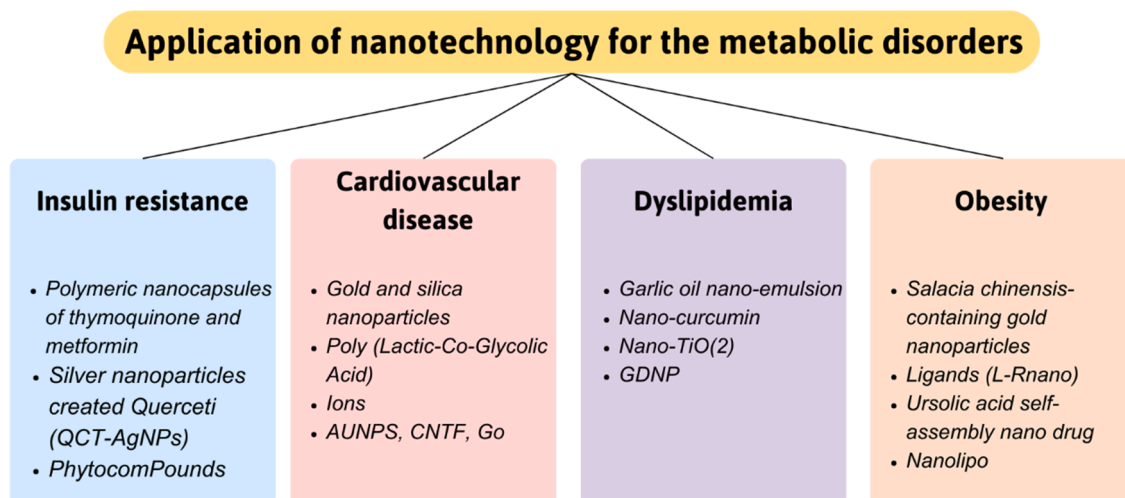 Application of nanotechnology for the metabolic disorders
Insulin resistance
• Polymeric nanocapsules
of thymoquinone and
metformin
• Silver nanoparticles
created Querceti
(QCT-AgNPs)
• PhytocomPounds
Cardiovascular
disease
• Gold and silica
nanoparticles
• Poly (Lactic-Co-Glycolic
Acid)
• Ions
• AUNPS, CNTF, Go
Dyslipidemia
• Garlic oil nano-emulsion
• Nano-curcumin
• Nano-TiO(2)
• GDNP
Obesity
• Salacia chinensis-
containing gold
nanoparticles
• Ligands (L-Rnano)
• Ursolic acid self-
assembly nano drug
• Nanolipo